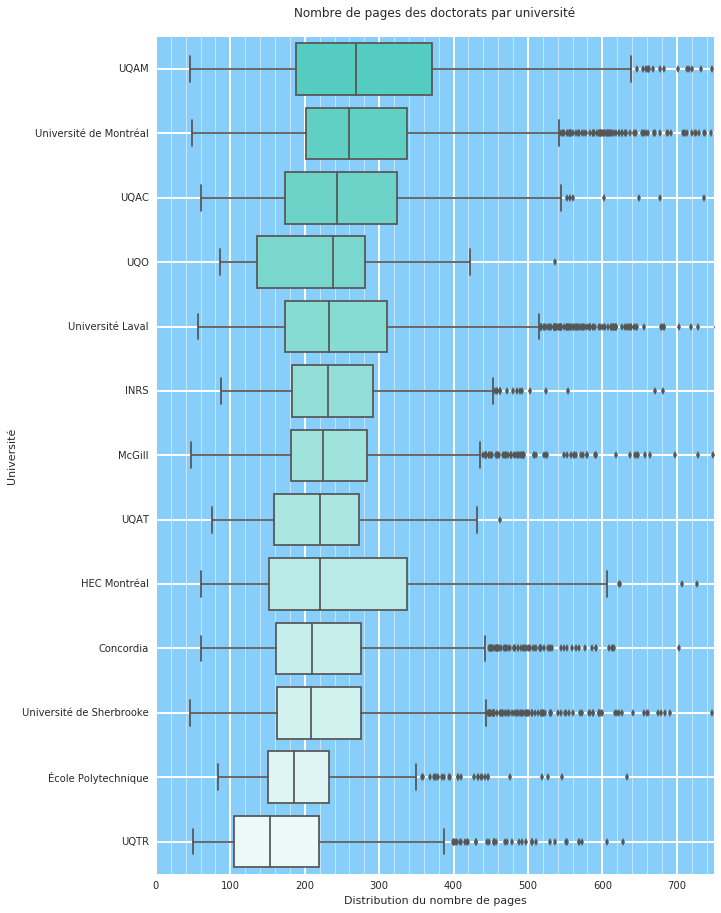 Nombre de pages des doctorats par université
UQAM
Université de Montréal
UQAC
UQO
Université Laval
INRS
McGill
UQAT
HEC Montréal
Concordia
Université de Sherbrooke
École Polytechnique
UQTR
Université
0 100 200 300 400 500 600 700
Distribution du nombre de pages